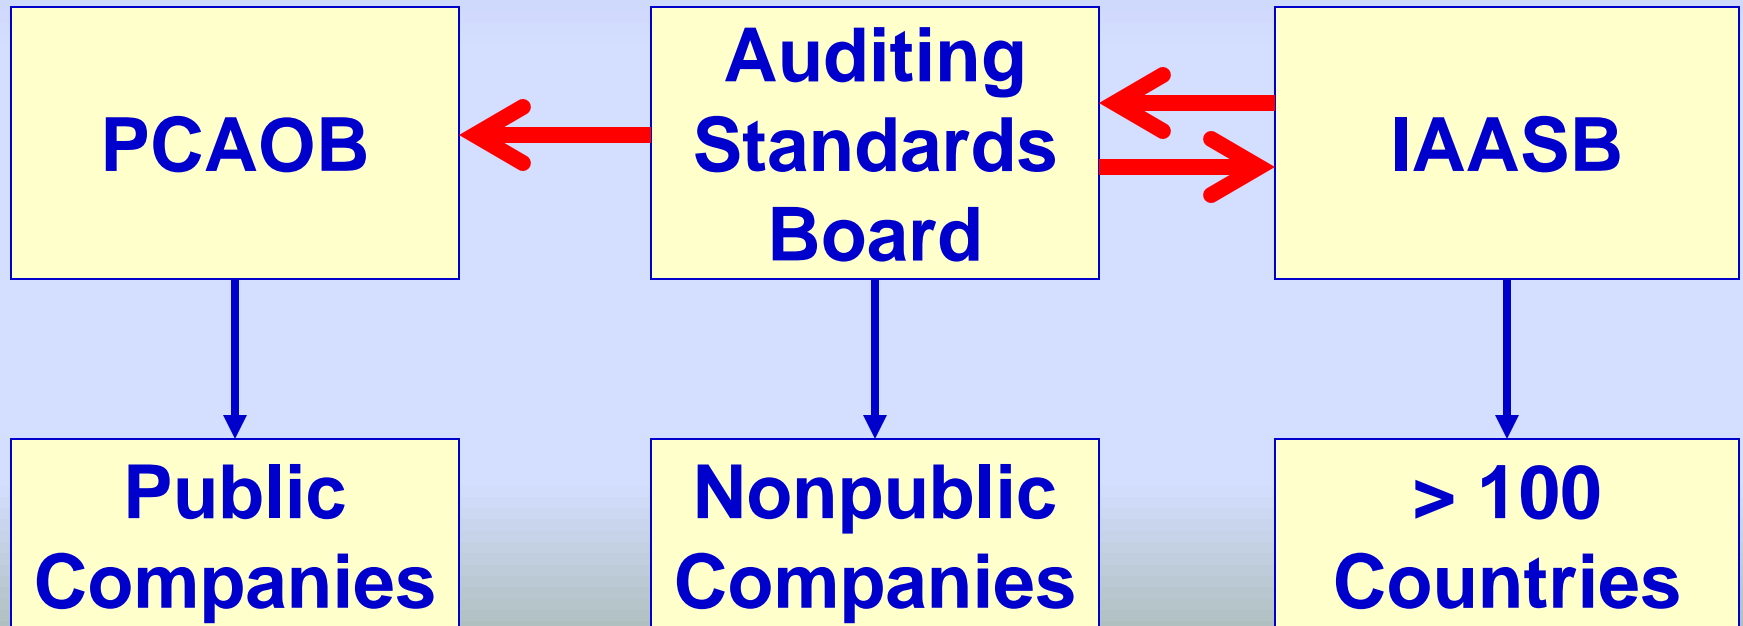 PCAOB
Auditing
Standards
Board
IAASB
Public
Companies
Nonpublic
Companies
> 100
Countries